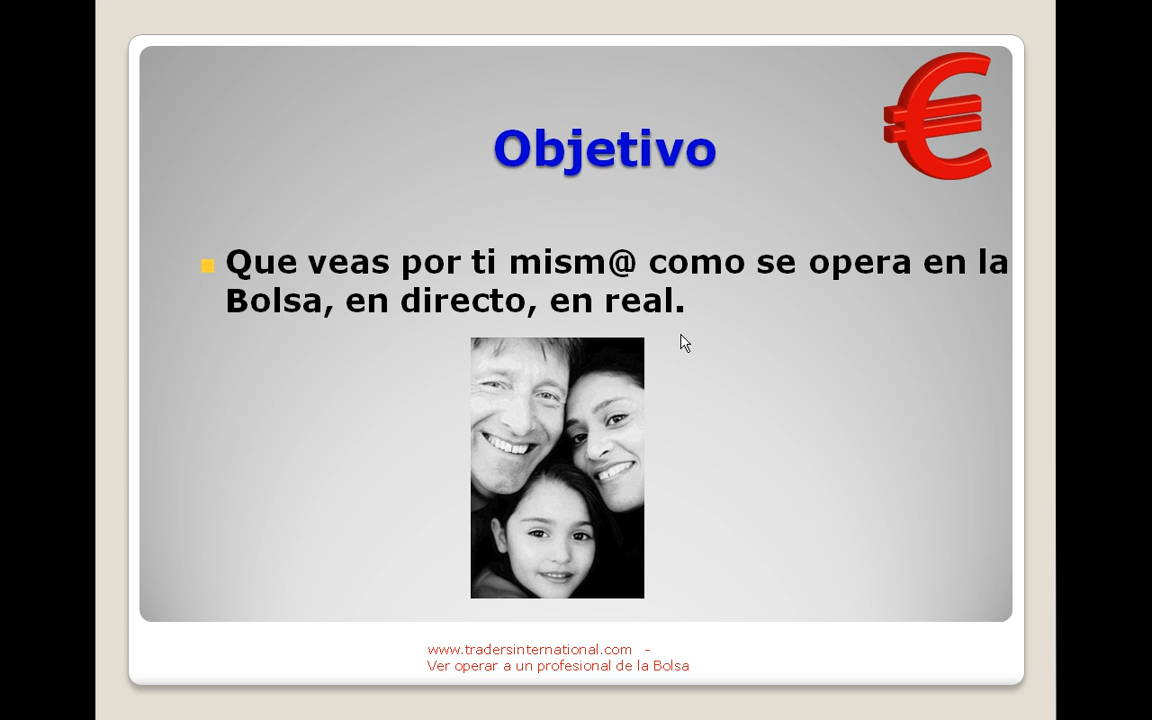 €
Objetivo
Que veas por ti mism@ como se opera en la
Bolsa, en directo, en real.
www.tradersinternational.com -
Ver operar a un profesional de la Bolsa